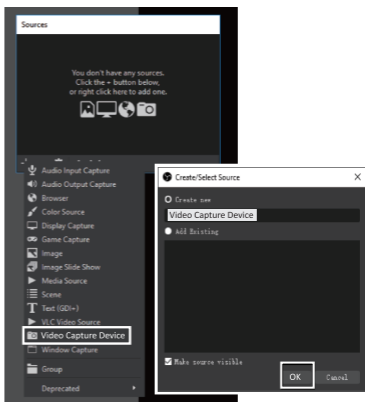 Sources
You don't have any sources.
Click the + button below,
or right click here to add one.
Audio Input Capture
Audio Output Capture
Browser
Color Source
Display Capture
Game Capture
Image
Image Slide Show
Media Source
Scene
Text (GDI+)
VLC Video Source
Video Capture Device
Window Capture
Group
Deprecated
Create/Select Source
X
Create new
Video Capture Device
Add Existing
Make source visible
OK
Cancel